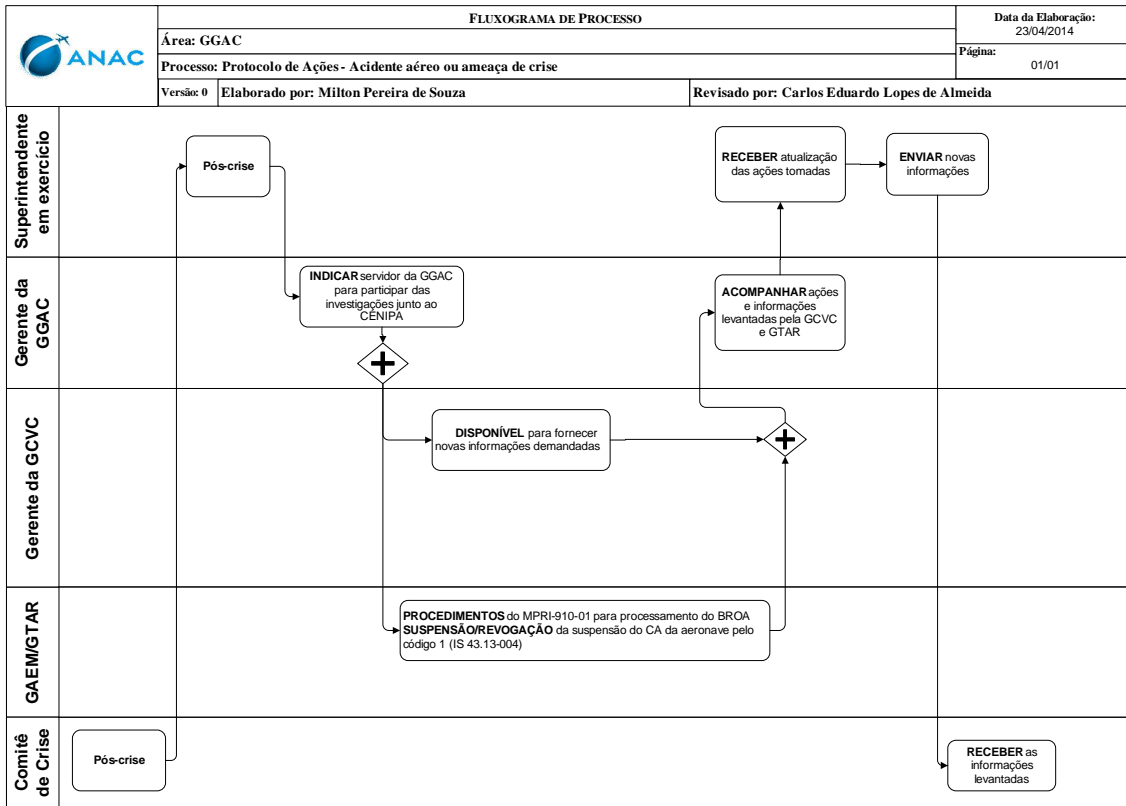 ANAC
FLUXOGRAMA DE PROCESSO
Data da Elaboração:
23/04/2014
Área: GGAC
Página:
01/01
Processo: Protocolo de Ações - Acidente aéreo ou ameaça de crise
Versão: 0
Elaborado por: Milton Pereira de Souza
Revisado por: Carlos Eduardo Lopes de Almeida
Superintendente
em exercício
Pós-crise
RECEBER atualização
das ações tomadas
ENVIAR novas
informações
Gerente da
GGAC
INDICAR servidor da GGAC
para participar das
investigações junto ao
CENIPA
ACOMPANHAR ações
e informações
levantadas pela GCVC
e GTAR
Gerente da GCVC
DISPONÍVEL para fornecer
novas informações demandadas
GAEM/GTAR
PROCEDIMENTOS do MPRI-910-01 para processamento do BROA
SUSPENSÃO/REVOGAÇÃO da suspensão do CA da aeronave pelo
código 1 (IS 43.13-004)
Comitê
de Crise
Pós-crise
RECEBER as
informações
levantadas